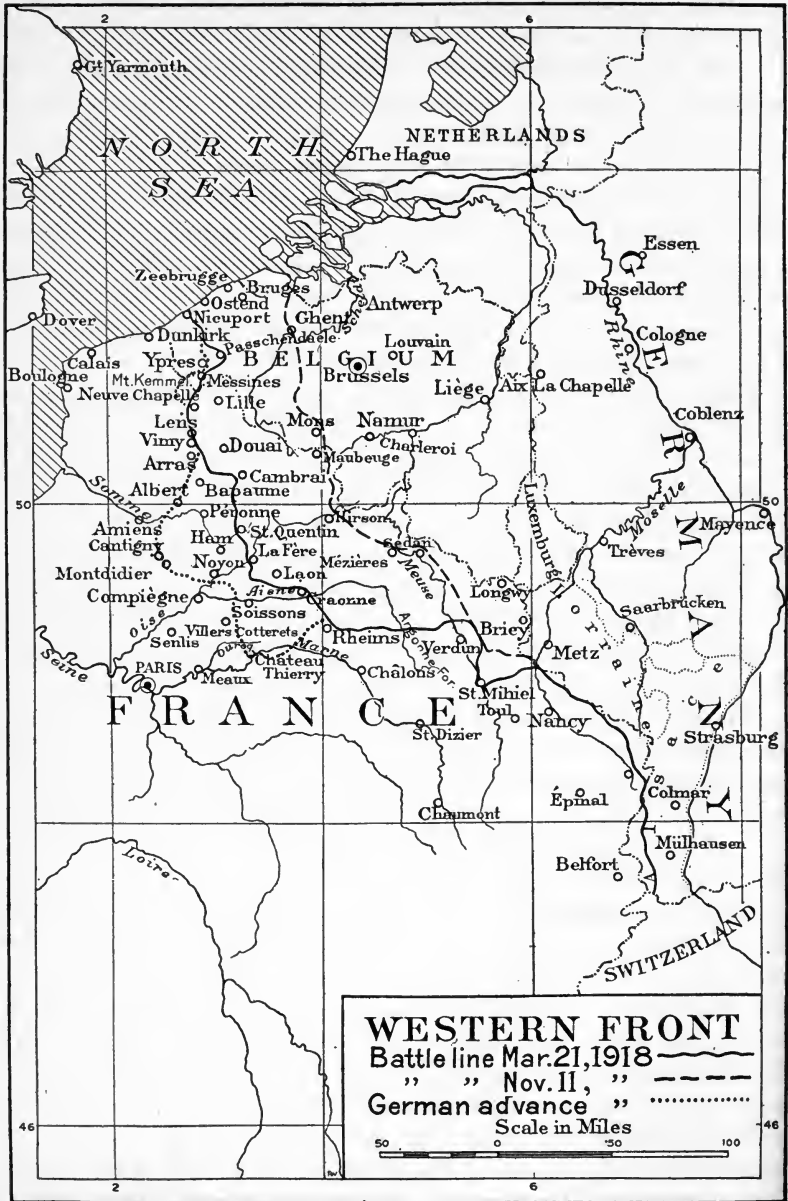 2
6
Gt. Yarmouth
NORTH
SEA
NETHERLANDS
The Hague
Essen
Zeebrugge
Bruges
Ostend
Nieuport
Ghent
Antwerp
Dusseldorf
Rhine
Dover
Dunkirk
Passchendaele
Louvain
Cologne
Calais
Ypres
BELGIUM
Brussels
Boulogne
Mt. Kemmel
Messines
Liège
Aix La Chapelle
Neuve Chapelle
Lille
Coblenz
Lens
Mons
Namur
Vimy
Douai
Charleroi
Maubeuge
Arras
Cambrai
Moselle
Albert
Bapaume
50
50
Somme
Péronne
Hirson
Mayence
Amiens
St. Quentin
Sedan
Luxemburg
Trèves
Cantigny
Ham
La Fère
Mézières
Meuse
Montdidier
Noyon
Laon
Longwy
Compiègne
Aisne
Craonne
Saarbrücken
Oise
Soissons
Briey
Villers Cotterets
Rheims
Argonne For.
Verdun
Lorraine
Metz
Senlis
Ourcq
Marne
Seine
Château
Thierry
PARIS
Meaux
Châlons
St. Mihiel
Alsace
FRANCE
Toul
Nancy
Strasburg
St. Dizier
GERMANY
Épinal
Colmar
Chaumont
Mülhausen
Loire
Belfort
SWITZERLAND
WESTERN FRONT
Battle line Mar. 21, 1918
" " Nov. 11, "
German advance "
Scale in Miles
50 0 50 100
46
46
2
6